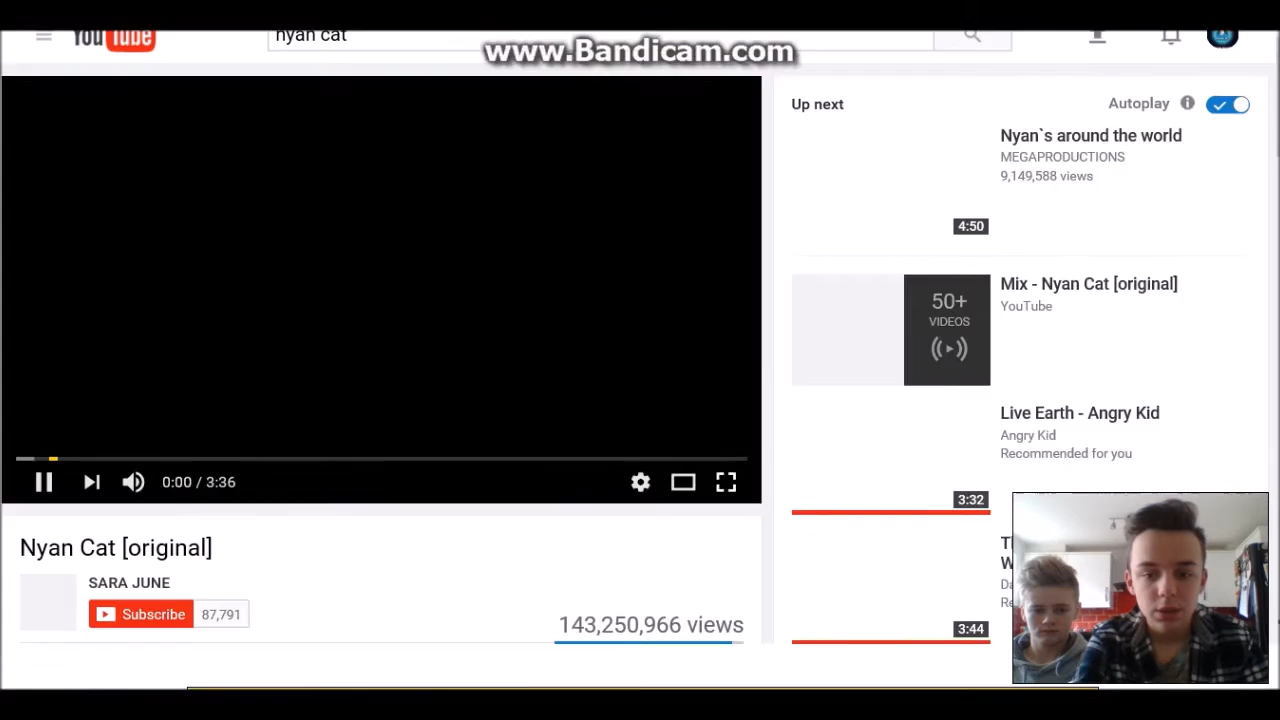 YouTube
nyan cat
www.Bandicam.com
Up next
Autoplay
Nyan`s around the world
MEGAPRODUCTIONS
9,149,588 views
4:50
50+
VIDEOS
Mix - Nyan Cat [original]
YouTube
Live Earth - Angry Kid
Angry Kid
Recommended for you
3:32
0:00 / 3:36
Nyan Cat [original]
SARA JUNE
Subscribe 87,791
143,250,966 views
3:44